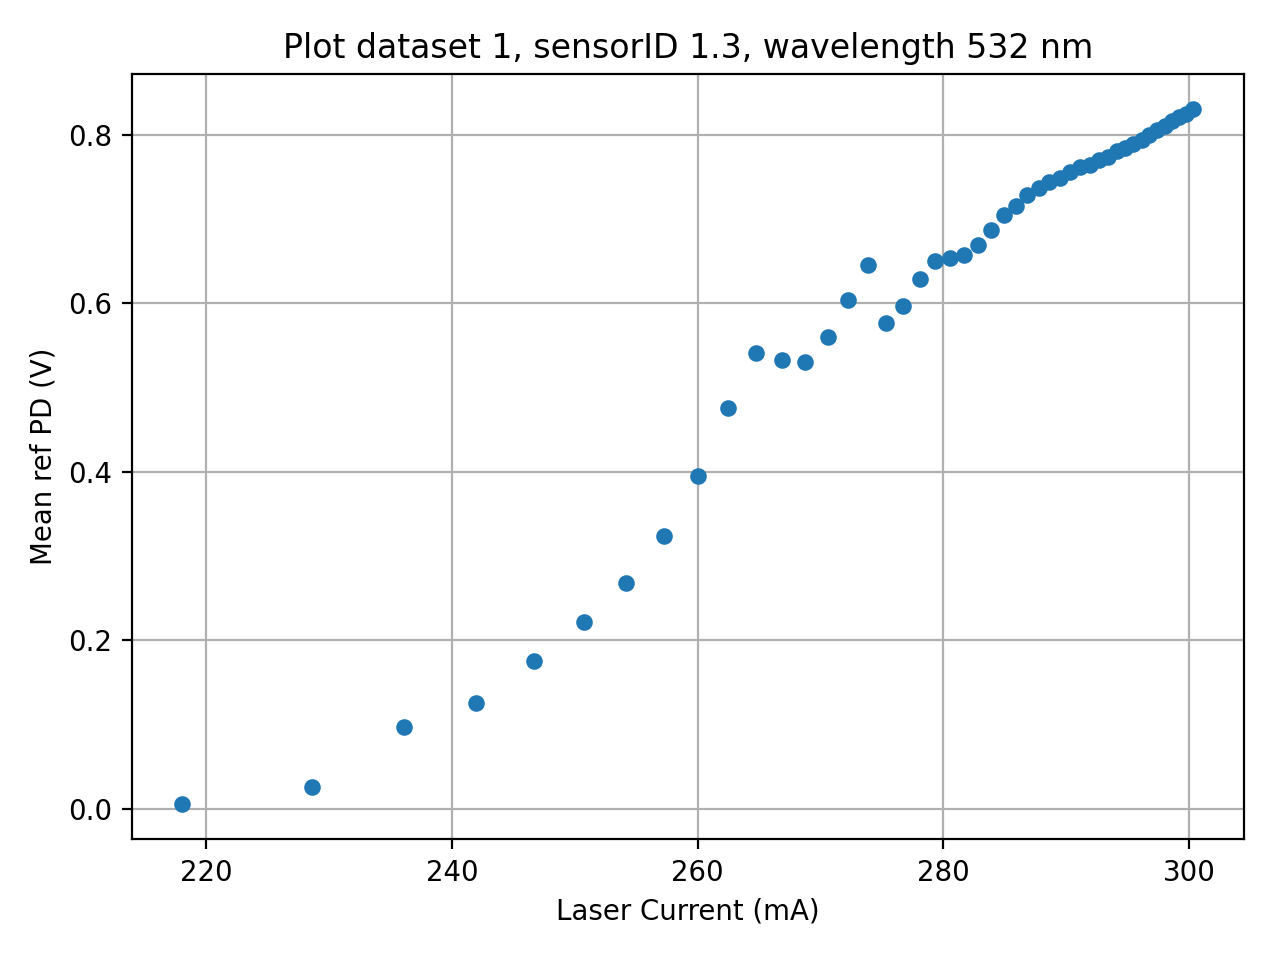 Plot dataset 1, sensorID 1.3, wavelength 532 nm
0.8
0.6
0.4
0.2
0.0
Mean ref PD (V)
220 240 260 280 300
Laser Current (mA)